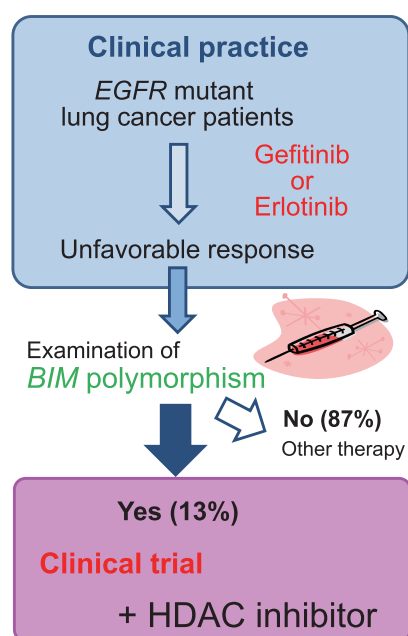 Clinical practice
EGFR mutant
lung cancer patients
Gefitinib
or
Erlotinib
Unfavorable response
Examination of
BIM polymorphism
No (87%)
Other therapy
Yes (13%)
Clinical trial
+ HDAC inhibitor